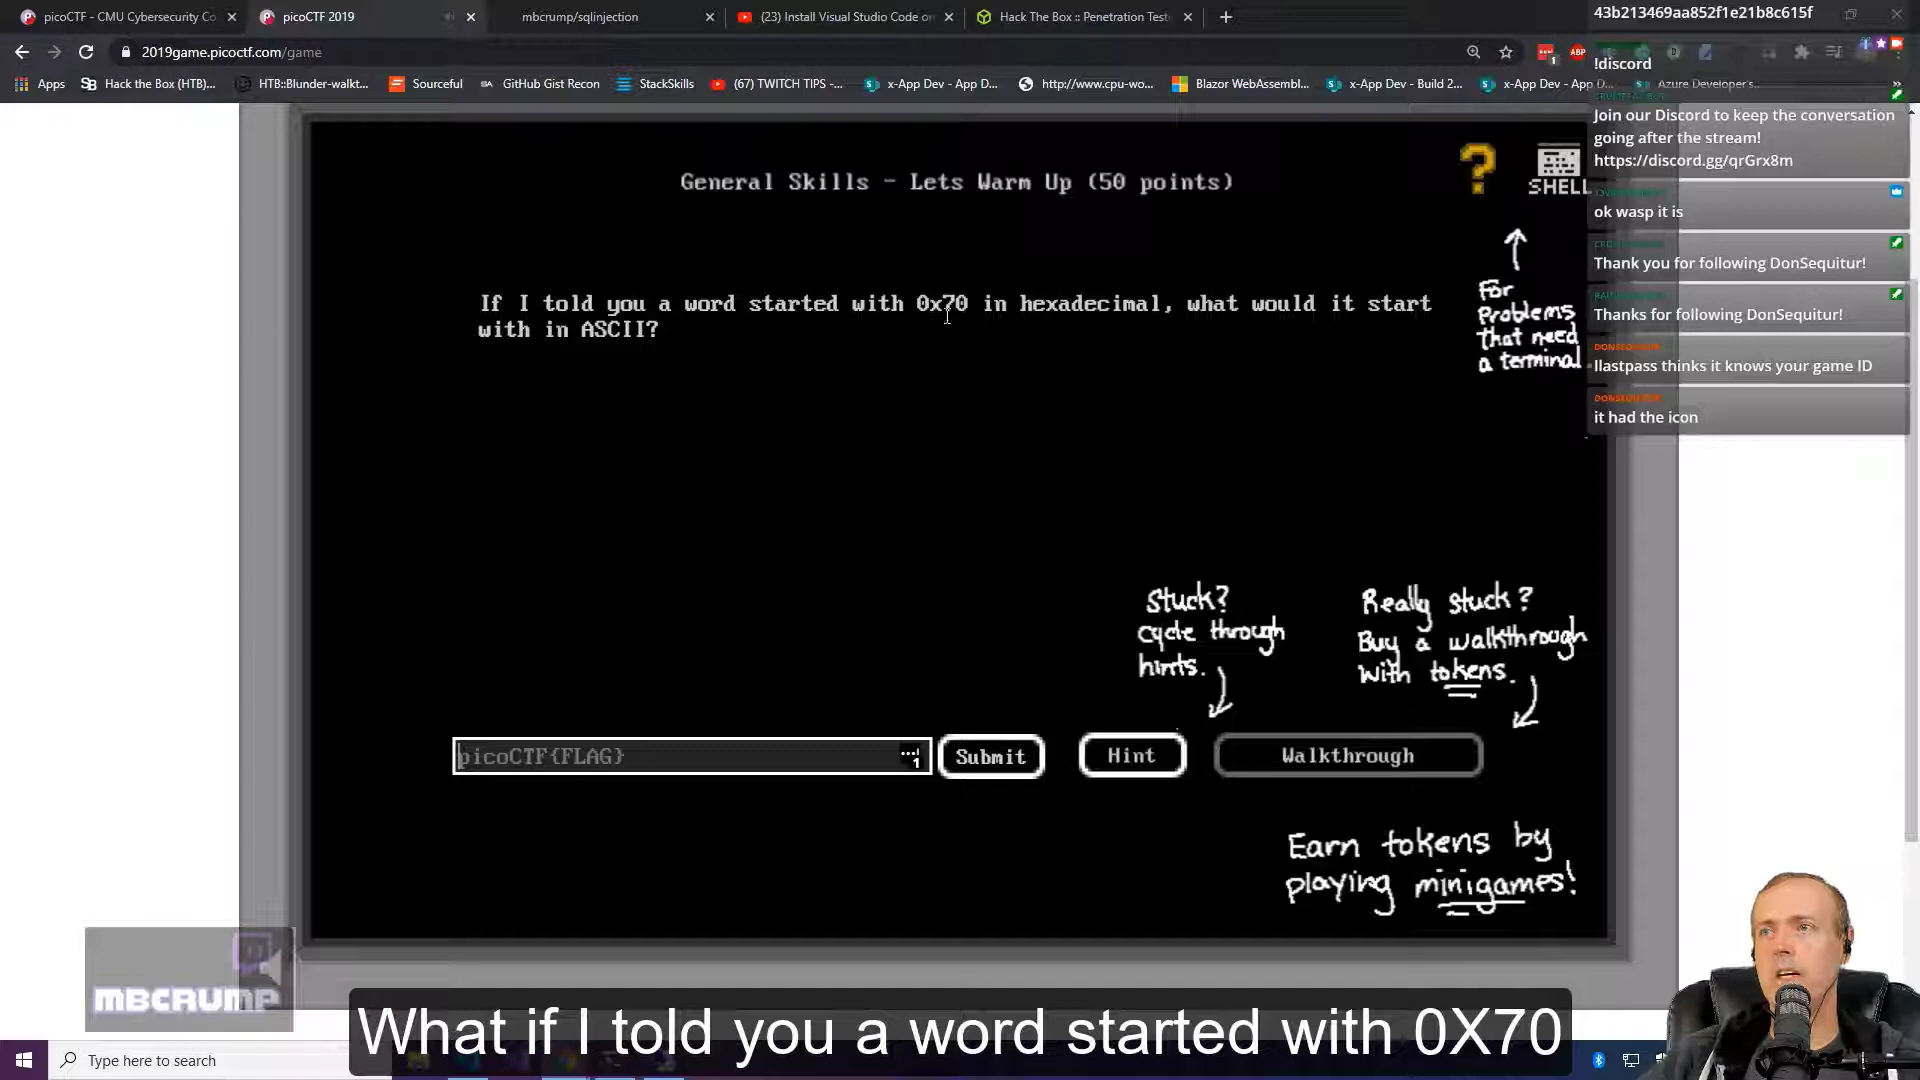 picoCTF - CMU Cybersecurity Co
picoCTF 2019
mbcrump/sqlinjection
(23) Install Visual Studio Code on
Hack The Box :: Penetration Test
43b213469aa852f1e21b8c615f
2019game.picoctf.com/game
!discord
Apps
Hack the Box (HTB)...
HTB::Blunder-walkt...
Sourceful
GitHub Gist Recon
StackSkills
(67) TWITCH TIPS -...
x-App Dev - App D...
http://www.cpu-wo...
Blazor WebAssembl...
x-App Dev - Build 2...
x-App Dev - App D...
Azure Developer's...
Join our Discord to keep the conversation
going after the stream!
https://discord.gg/qrGrx8m
General Skills - Lets Warm Up (50 points)
SHELL
ok wasp it is
Thank you for following DonSequitur!
Thanks for following DonSequitur!
DONSEQUITUR
llastpass thinks it knows your game ID
DONSEQUITUR
it had the icon
If I told you a word started with 0x70 in hexadecimal, what would it start
with in ASCII?
For
Problems
that need
a terminal
Stuck?
Cycle through
hints.
Really stuck?
Buy a walkthrough
with tokens.
picoCTF{FLAG}
Submit
Hint
Walkthrough
Earn tokens by
playing minigames!
MBCRUMP
What if I told you a word started with 0X70
Type here to search